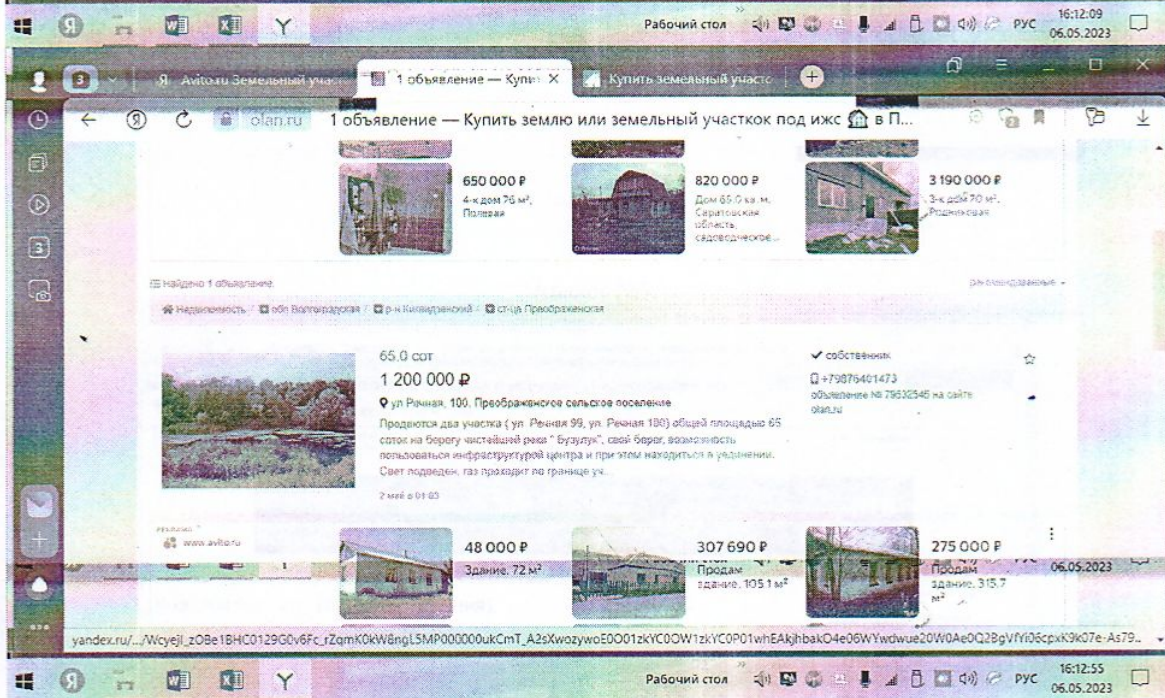 Рабочий стол
РУС
16:12:09
06.05.2023
3
Я Avito.ru Земельный учас
1 объявление — Купи
Купить земельный участо
olan.ru
1 объявление — Купить землю или земельный участкок под ижс в П...
650 000 ₽
4-к дом 76 м²,
Полевая
820 000 ₽
Дом 65.0 кв. м,
Саратовская
область,
садоводческое...
3 190 000 ₽
3-к дом 70 м²,
Родниковая
Найдено 1 объявление
рекомендованные
Недвижимость / обл Волгоградская / р-н Киквидзенский / ст-ца Преображенская
65.0 сот
1 200 000 ₽
ул Речная, 100, Преображенское сельское поселение
Продаются два участка ( ул. Речная 99, ул. Речная 100) общей площадью 65
соток на берегу чистейшей реки " Бузулук", свой берег, возможность
пользоваться инфраструктурой центра и при этом находиться в уединении.
Свет подведен, газ проходит по границе уч...
2 май в 01:03
собственник
+79876401473
объявление № 79632546 на сайте
olan.ru
www.avito.ru
48 000 ₽
Здание, 72 м²
307 690 ₽
Продам
здание, 105.1 м²
275 000 ₽
Продам
здание, 315.7
м²
06.05.2023
Рабочий стол
РУС
16:12:55
06.05.2023